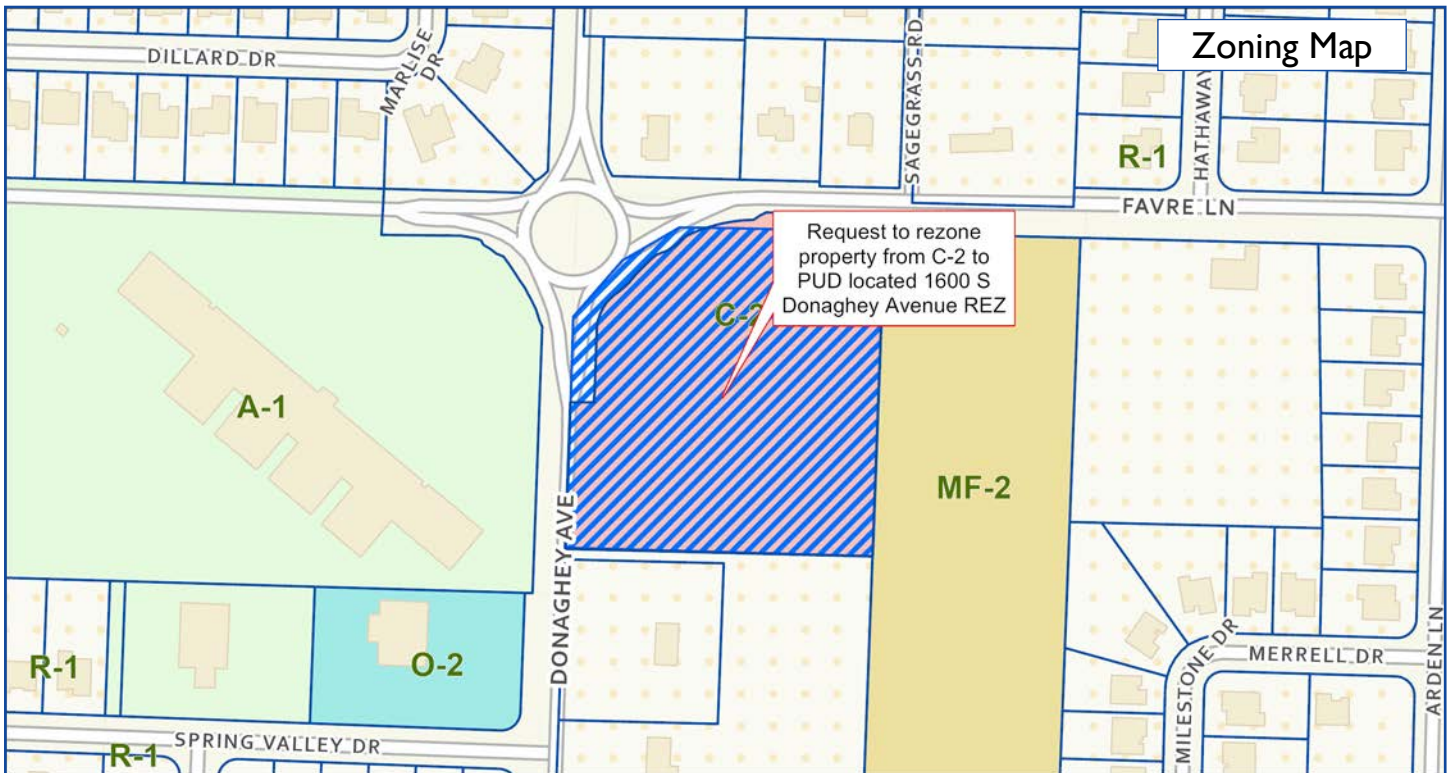 Zoning Map
DILLARD DR
MARLISE
DR
SAGEGRASS RD
HATHAWAY
R-1
FAVRE LN
Request to rezone
property from C-2 to
PUD located 1600 S
Donaghey Avenue REZ
C-2
A-1
MF-2
DONAGHEY AVE
R-1
O-2
SPRING VALLEY DR
R-1
MILESTONE DR
MERRELL DR
ARDEN LN